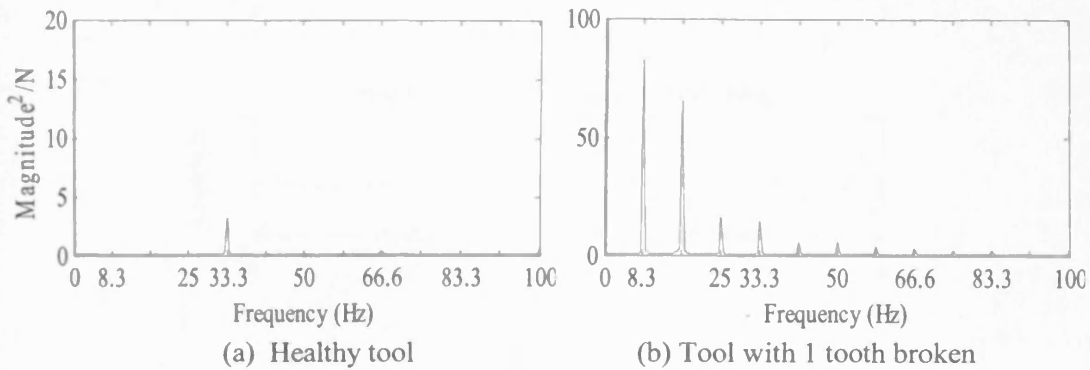 20
15
10
5
0
Magnitude²/N
0 8.3 25 33.3 50 66.6 83.3 100
Frequency (Hz)
(a) Healthy tool
100
50
0
0 8.3 25 33.3 50 66.6 83.3 100
Frequency (Hz)
(b) Tool with 1 tooth broken